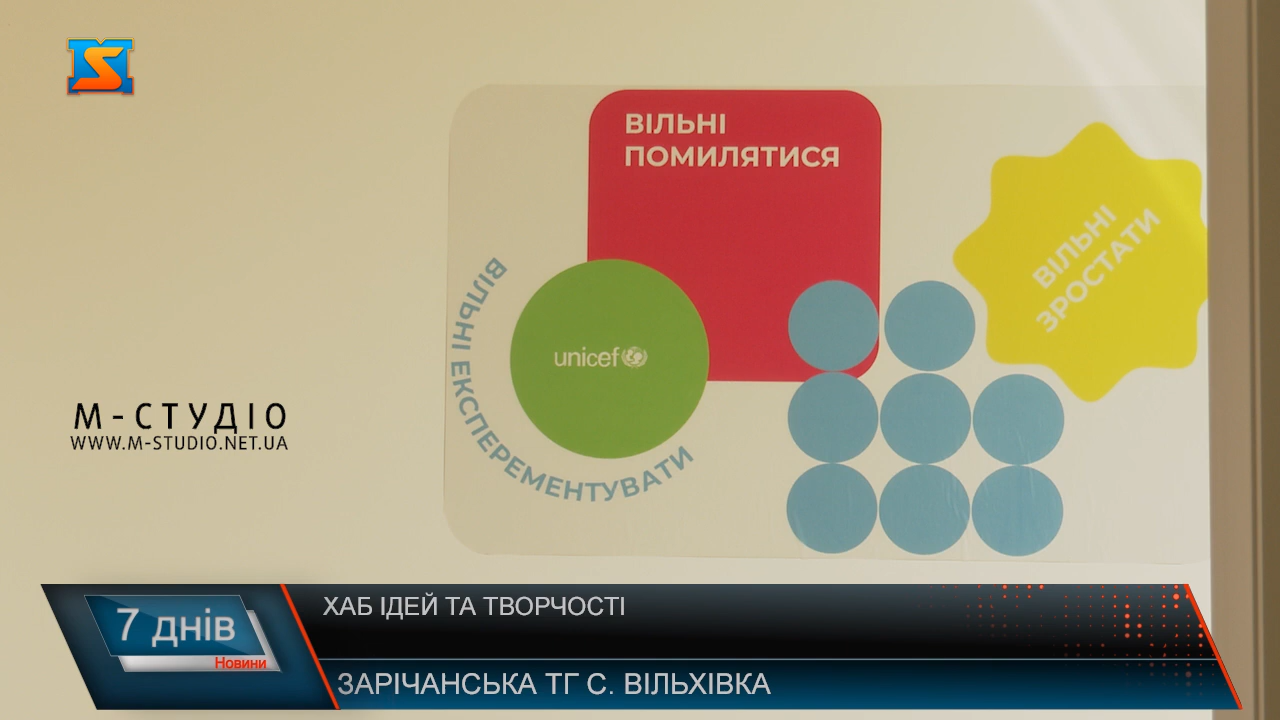 ВІЛЬНІ
ПОМИЛЯТИСЯ
ВІЛЬНІ
ЗРОСТАТИ
ВІЛЬНІ ЕКСПЕРЕМЕНТУВАТИ
unicef
М-СТУДІО
WWW.M-STUDIO.NET.UA
7 днів
Новини
ХАБ ІДЕЙ ТА ТВОРЧОСТІ
ЗАРІЧАНСЬКА ТГ С. ВІЛЬХІВКА